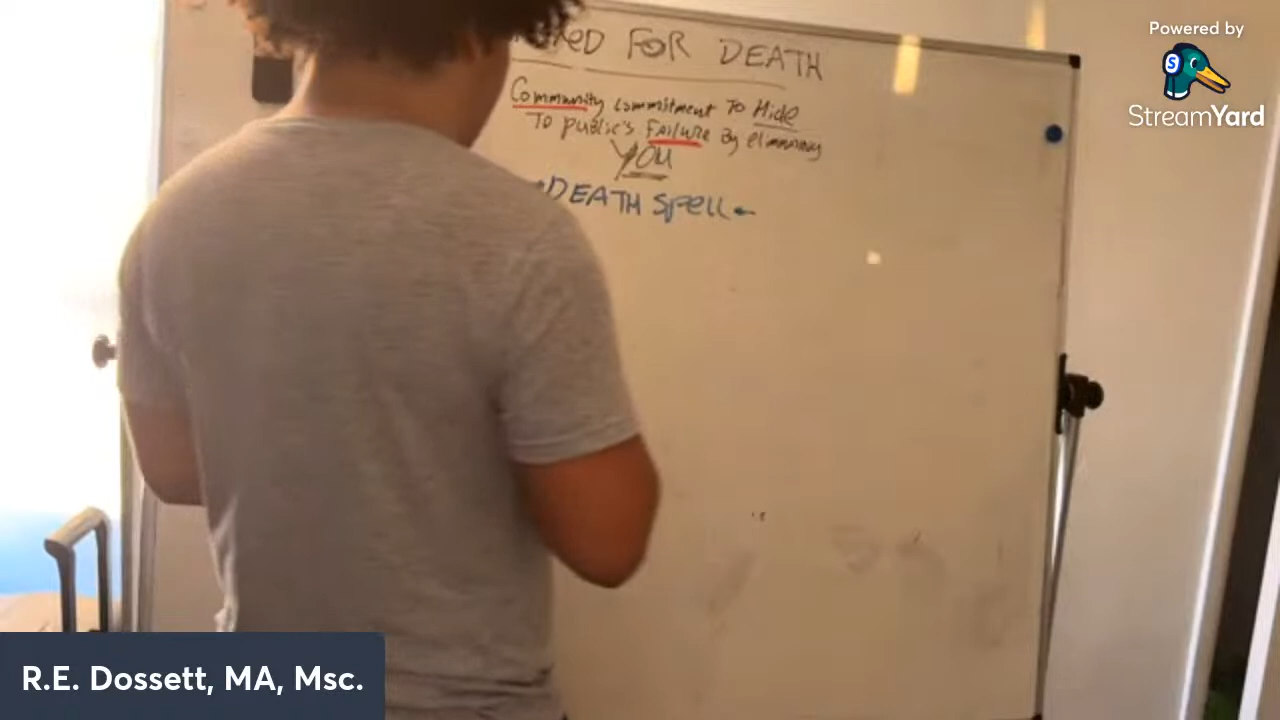 Powered by
StreamYard
FOR DEATH
Community commitment To Hide
To public's Failure By eliminating
YOU
DEATH Spell
R.E. Dossett, MA, Msc.